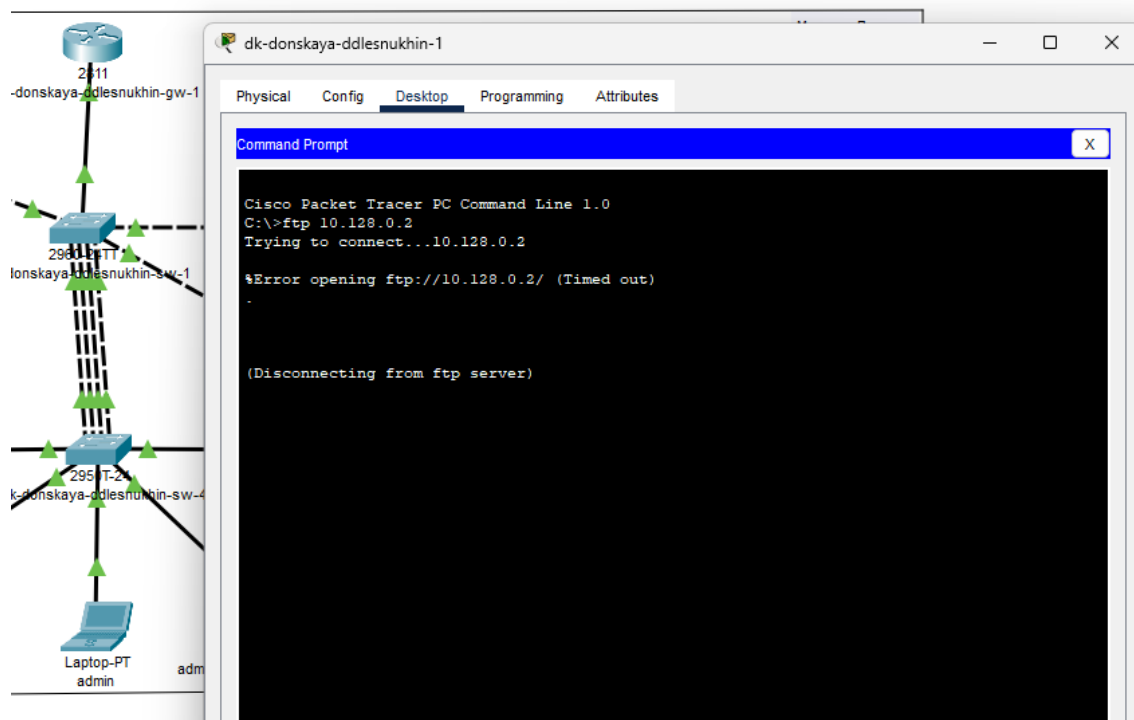 2811
-donskaya-ddlesnukhin-gw-1
2960-24TT
donskaya-ddlesnukhin-sw-1
2950T-24
k-donskaya-ddlesnukhin-sw-4
Laptop-PT
admin
adm
dk-donskaya-ddlesnukhin-1
Physical Config Desktop Programming Attributes
Command Prompt
X
Cisco Packet Tracer PC Command Line 1.0
C:\>ftp 10.128.0.2
Trying to connect...10.128.0.2
%Error opening ftp://10.128.0.2/ (Timed out)
.
(Disconnecting from ftp server)